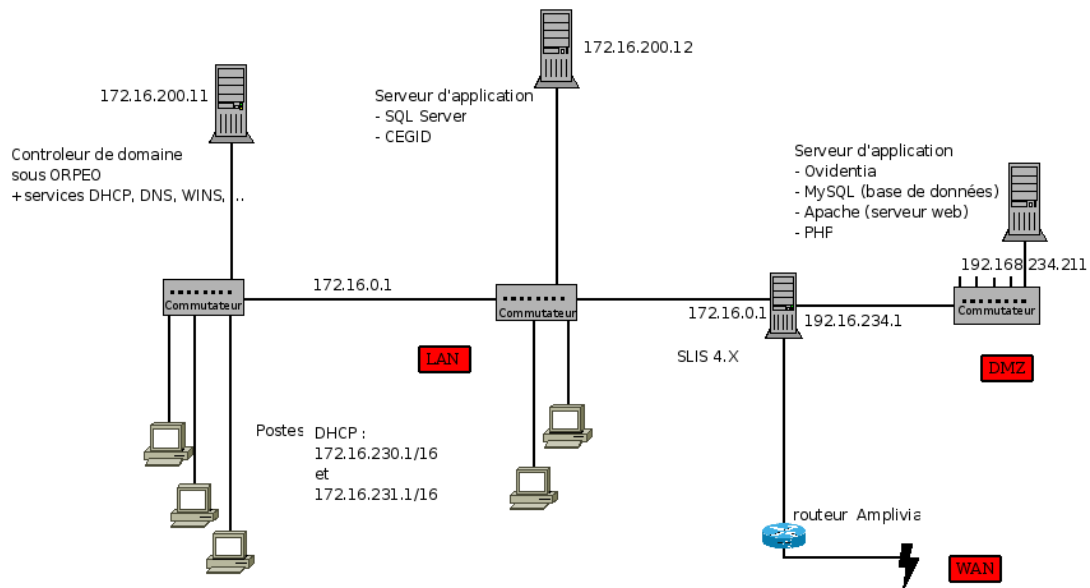 172.16.200.12
172.16.200.11
Serveur d'application
- SQL Server
- CEGID
Controleur de domaine
sous ORPEO
+services DHCP, DNS, WINS, ...
Serveur d'application
- Ovidentia
- MySQL (base de données)
- Apache (serveur web)
- PHP
192.168.234.211
172.16.0.1
Commutateur
Commutateur
172.16.0.1
192.16.234.1
Commutateur
LAN
SLIS 4.X
DMZ
Postes
DHCP :
172.16.230.1/16
et
172.16.231.1/16
routeur Amplivia
WAN